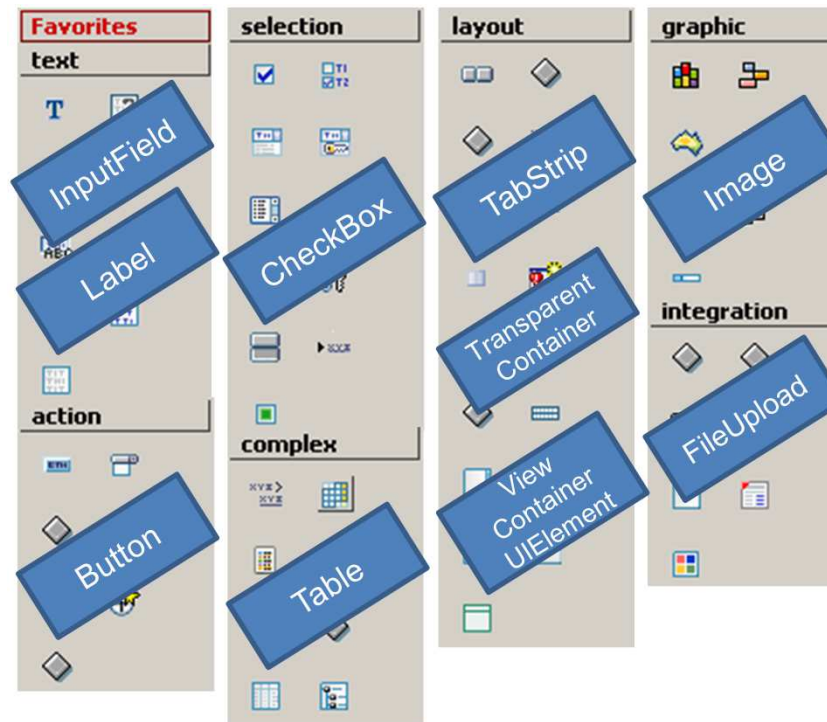 Favorites
text
InputField
Label
action
Button
selection
CheckBox
complex
Table
layout
TabStrip
Transparent
Container
View
Container
UIElement
graphic
Image
integration
FileUpload